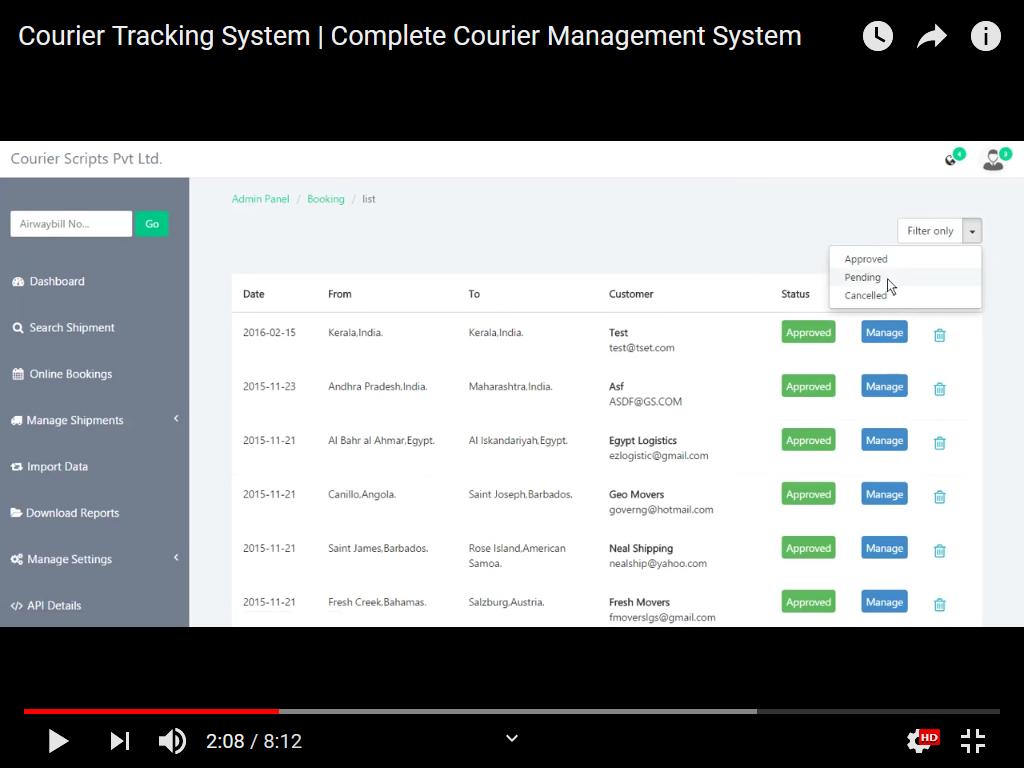 Courier Tracking System | Complete Courier Management System
Courier Scripts Pvt Ltd.
4
3
Airwaybill No...
Go
Dashboard
Search Shipment
Online Bookings
Manage Shipments
Import Data
Download Reports
Manage Settings
API Details
Admin Panel / Booking / list
Filter only
Approved
Pending
Cancelled
Date From To Customer Status
2016-02-15 Kerala,India. Kerala,India. Test Approved Manage
test@tset.com
2015-11-23 Andhra Pradesh,India. Maharashtra,India. Asf Approved Manage
ASDF@GS.COM
2015-11-21 Al Bahr al Ahmar,Egypt. Al Iskandariyah,Egypt. Egypt Logistics Approved Manage
ezlogistic@gmail.com
2015-11-21 Canillo,Angola. Saint Joseph,Barbados. Geo Movers Approved Manage
governg@hotmail.com
2015-11-21 Saint James,Barbados. Rose Island,American Neal Shipping Approved Manage
Samoa. nealship@yahoo.com
2015-11-21 Fresh Creek,Bahamas. Salzburg,Austria. Fresh Movers Approved Manage
fmoverslgs@gmail.com
2:08 / 8:12
HD